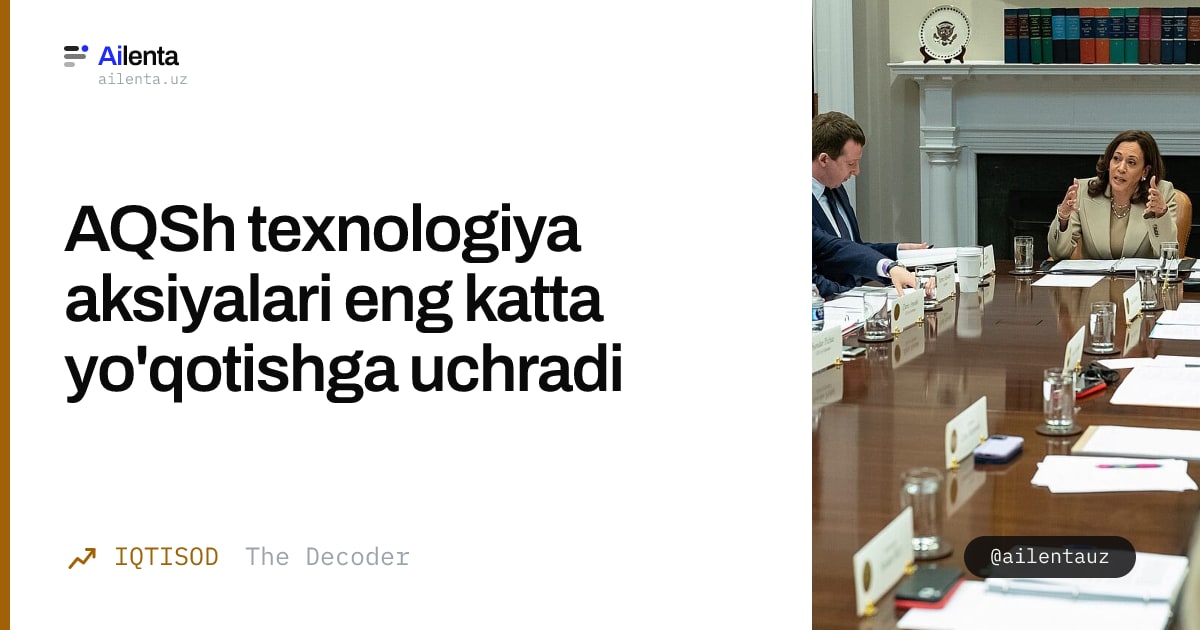 Ailenta
ailenta.uz
AQSh texnologiya
aksiyalari eng katta
yo'qotishga uchradi
IQTISOD The Decoder
@ailentauz